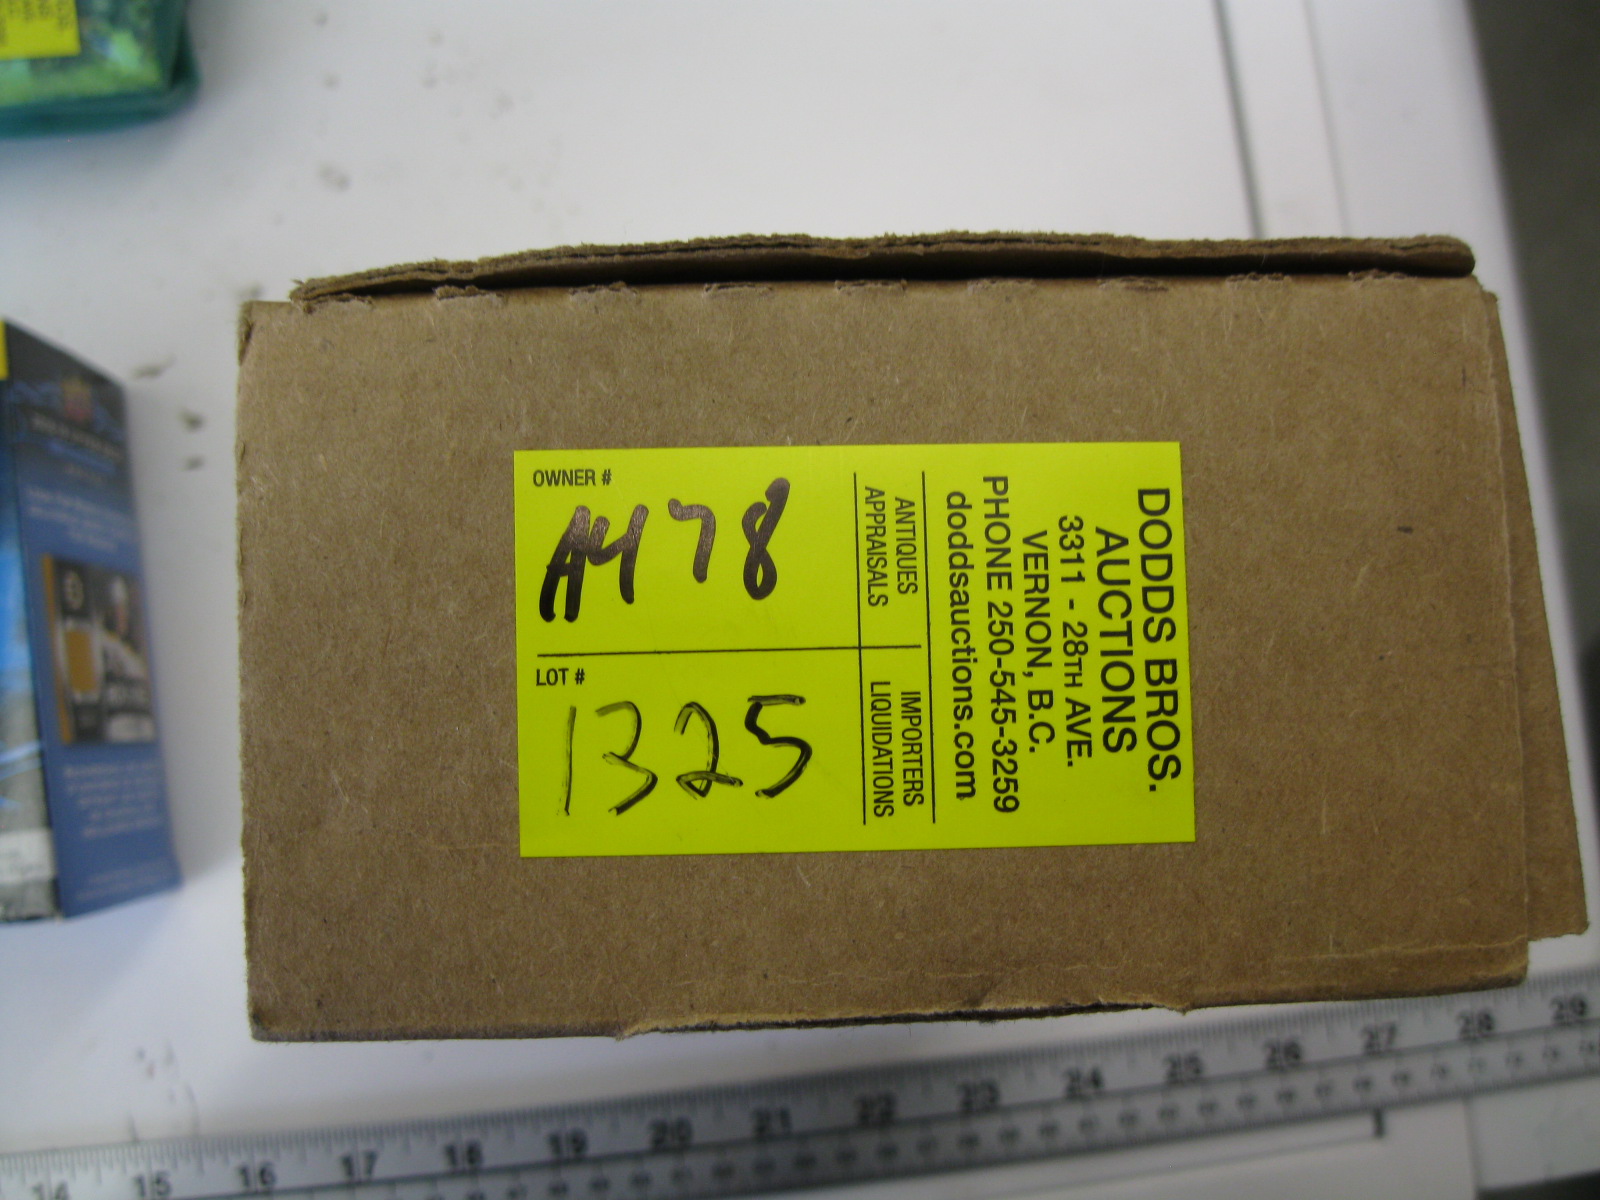 DODDS BROS.
AUCTIONS
3311 - 28TH AVE.
VERNON, B.C.
PHONE 250-545-3259
doddsauctions.com
ANTIQUES
APPRAISALS
IMPORTERS
LIQUIDATIONS
OWNER #
#478
LOT #
1325
14 15 16 17 18 19 20 21 22 23 24 25 26 27 28 29